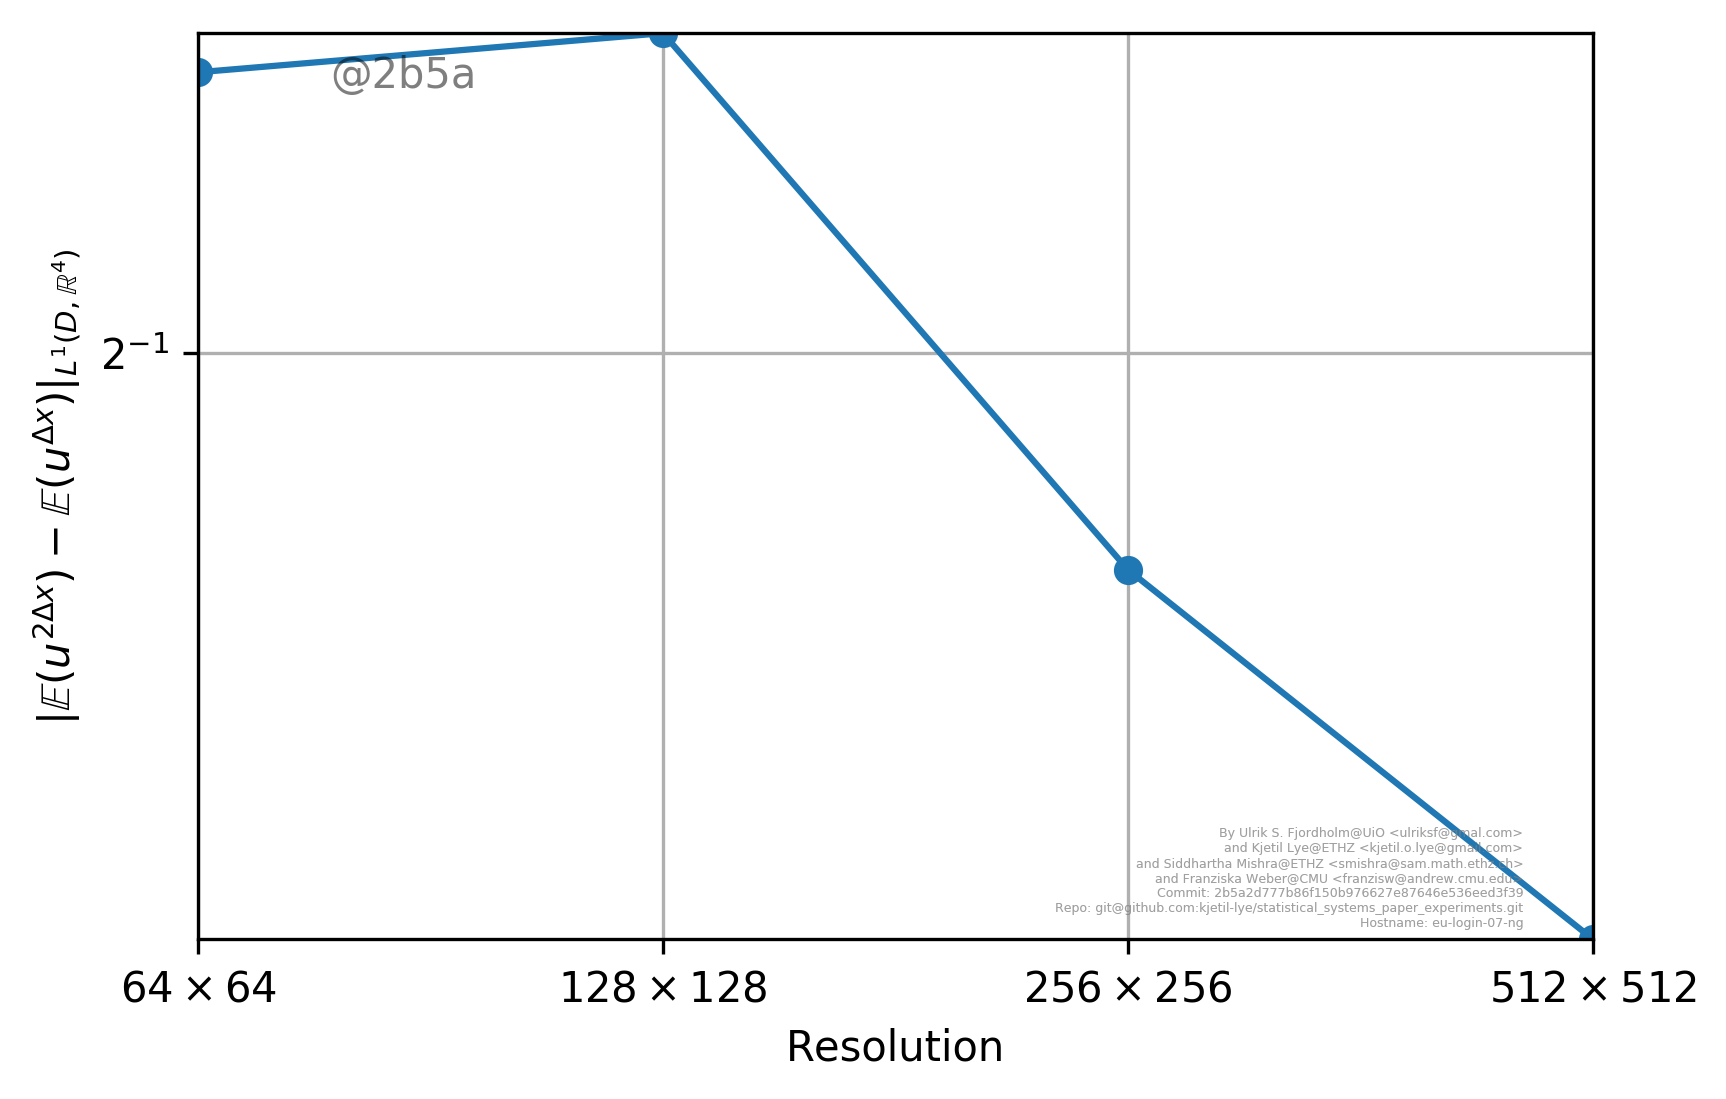 @2b5a
|𝔼(u^{2Δx}) − 𝔼(u^{Δx})|_{L^1(D,ℝ^4)}
2^{−1}
By Ulrik S. Fjordholm@UiO <ulriksf@gmal.com>
and Kjetil Lye@ETHZ <kjetil.o.lye@gmail.com>
and Siddhartha Mishra@ETHZ <smishra@sam.math.ethz.ch>
and Franziska Weber@CMU <franzisw@andrew.cmu.edu>
Commit: 2b5a2d777b86f150b976627e87646e536eed3f39
Repo: git@github.com:kjetil-lye/statistical_systems_paper_experiments.git
Hostname: eu-login-07-ng
64 × 64 128 × 128 256 × 256 512 × 512
Resolution